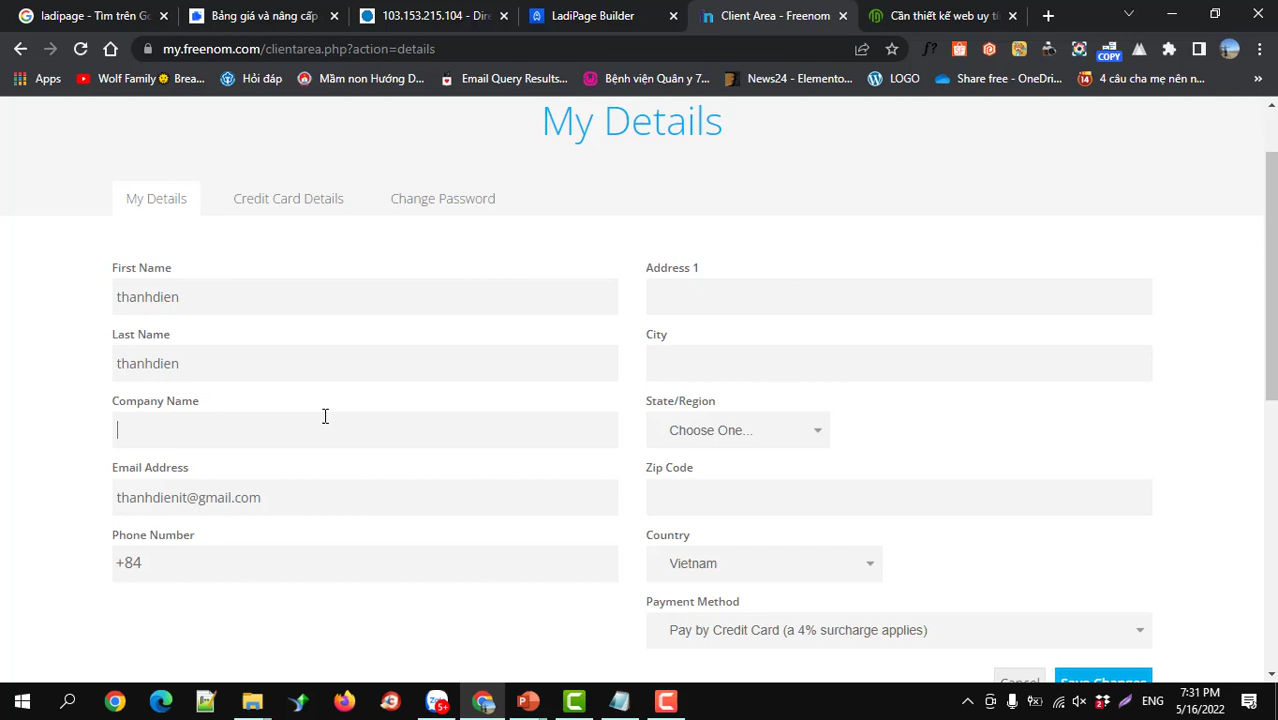 ladipage - Tìm trên Go
Bảng giá và nâng cấp
103.153.215.104 - Dire
LadiPage Builder
Client Area - Freenom
Cần thiết kế web uy tí
my.freenom.com/clientarea.php?action=details
COPY
Apps
Wolf Family Brea...
Hỏi đáp
Mầm non Hướng D...
Email Query Results...
Bệnh viện Quân y 7...
News24 - Elemento...
LOGO
Share free - OneDri...
14
4 câu cha mẹ nên n...
My Details
My Details
Credit Card Details
Change Password
First Name
thanhdien
Last Name
thanhdien
Company Name
Email Address
thanhdienit@gmail.com
Phone Number
+84
Address 1
City
State/Region
Choose One...
Zip Code
Country
Vietnam
Payment Method
Pay by Credit Card (a 4% surcharge applies)
Cancel
Save Changes
5+
ENG
7:31 PM
5/16/2022